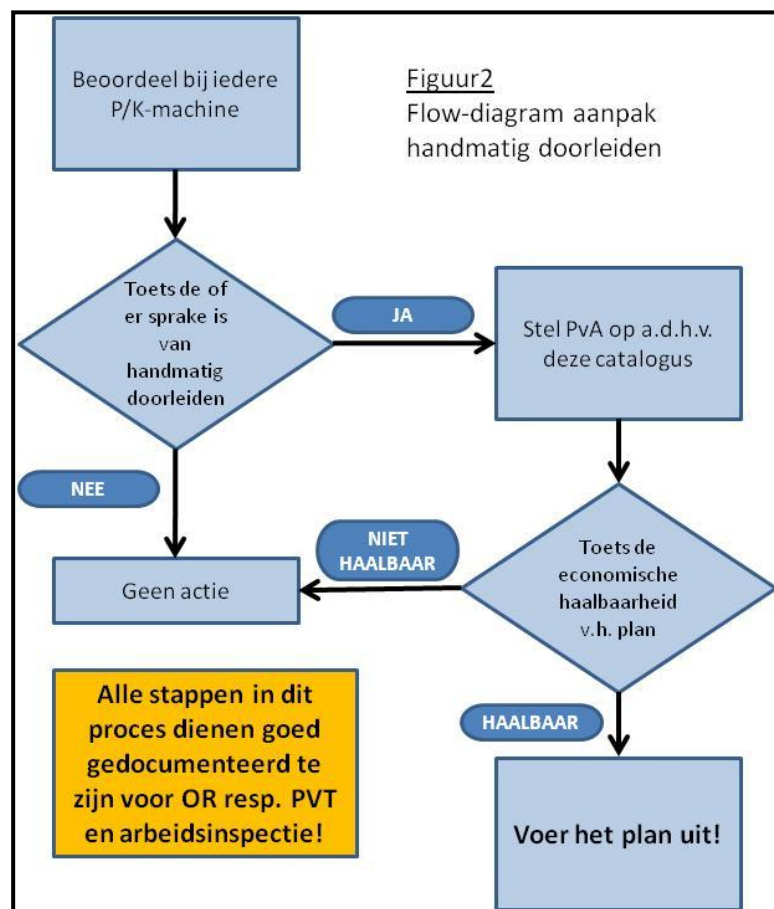 Beoordeel bij iedere
P/K-machine
Figuur2
Flow-diagram aanpak
handmatig doorleiden
Toets de of
er sprake is
van
handmatig
doorleiden
JA
Stel PvA op a.d.h.v.
deze catalogus
NEE
Geen actie
NIET
HAALBAAR
Toets de
economische
haalbaarheid
v.h. plan
Alle stappen in dit
proces dienen goed
gedocumenteerd te
zijn voor OR resp. PVT
en arbeidsinspectie!
HAALBAAR
Voer het plan uit!